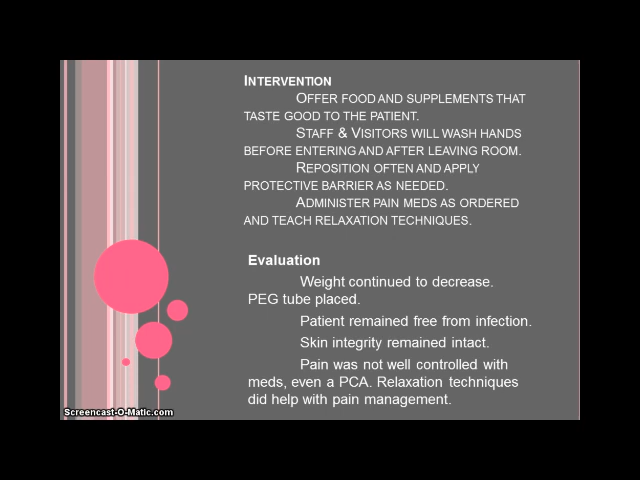 INTERVENTION
OFFER FOOD AND SUPPLEMENTS THAT
TASTE GOOD TO THE PATIENT.
STAFF & VISITORS WILL WASH HANDS
BEFORE ENTERING AND AFTER LEAVING ROOM.
REPOSITION OFTEN AND APPLY
PROTECTIVE BARRIER AS NEEDED.
ADMINISTER PAIN MEDS AS ORDERED
AND TEACH RELAXATION TECHNIQUES.
Evaluation
Weight continued to decrease.
PEG tube placed.
Patient remained free from infection.
Skin integrity remained intact.
Pain was not well controlled with
meds, even a PCA. Relaxation techniques
did help with pain management.
Screencast-O-Matic.com